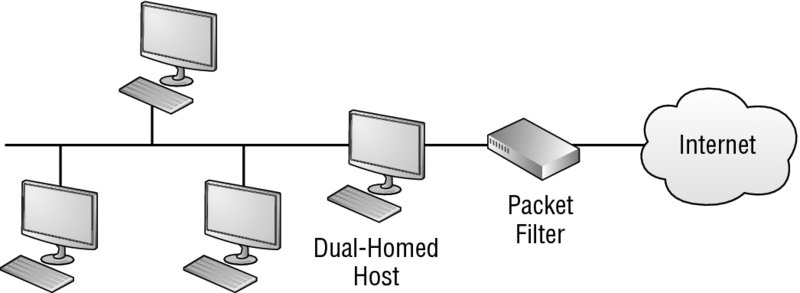 Internet
Packet
Filter
Dual-Homed
Host